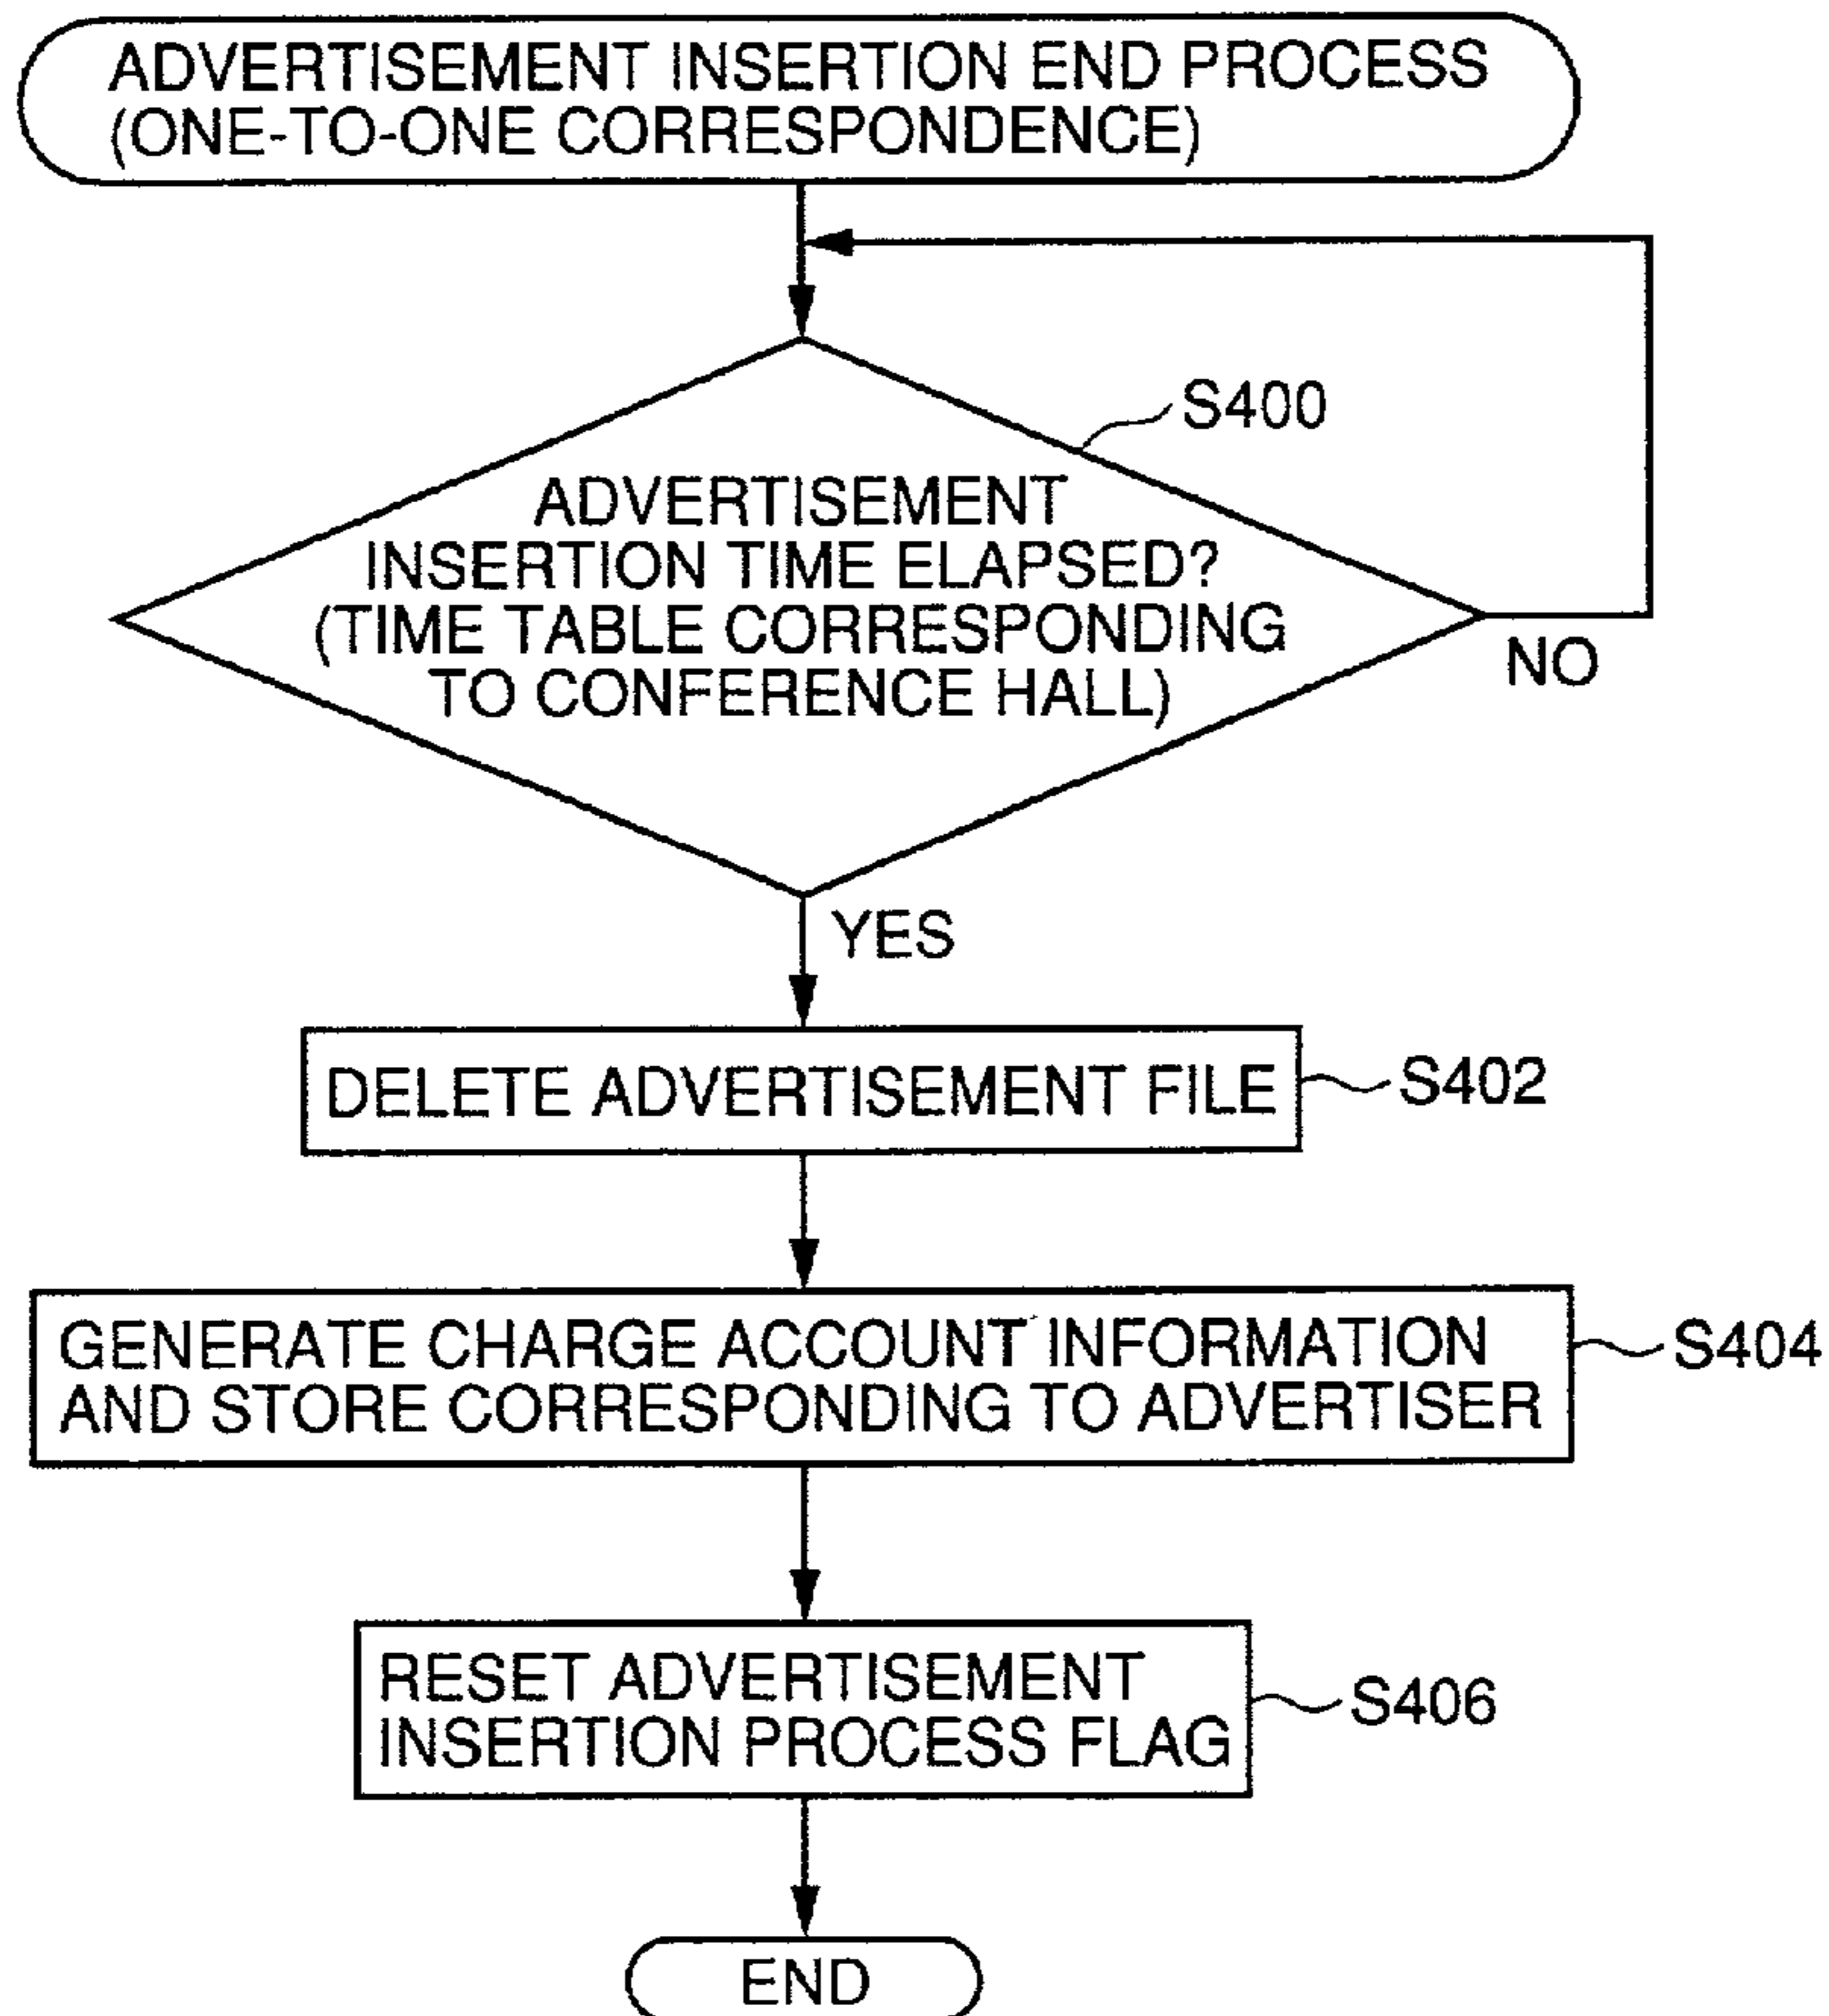 ADVERTISEMENT INSERTION END PROCESS
(ONE-TO-ONE CORRESPONDENCE)
S400
ADVERTISEMENT
INSERTION TIME ELAPSED?
(TIME TABLE CORRESPONDING
TO CONFERENCE HALL)
NO
YES
DELETE ADVERTISEMENT FILE
S402
GENERATE CHARGE ACCOUNT INFORMATION
AND STORE CORRESPONDING TO ADVERTISER
S404
RESET ADVERTISEMENT
INSERTION PROCESS FLAG
S406
END